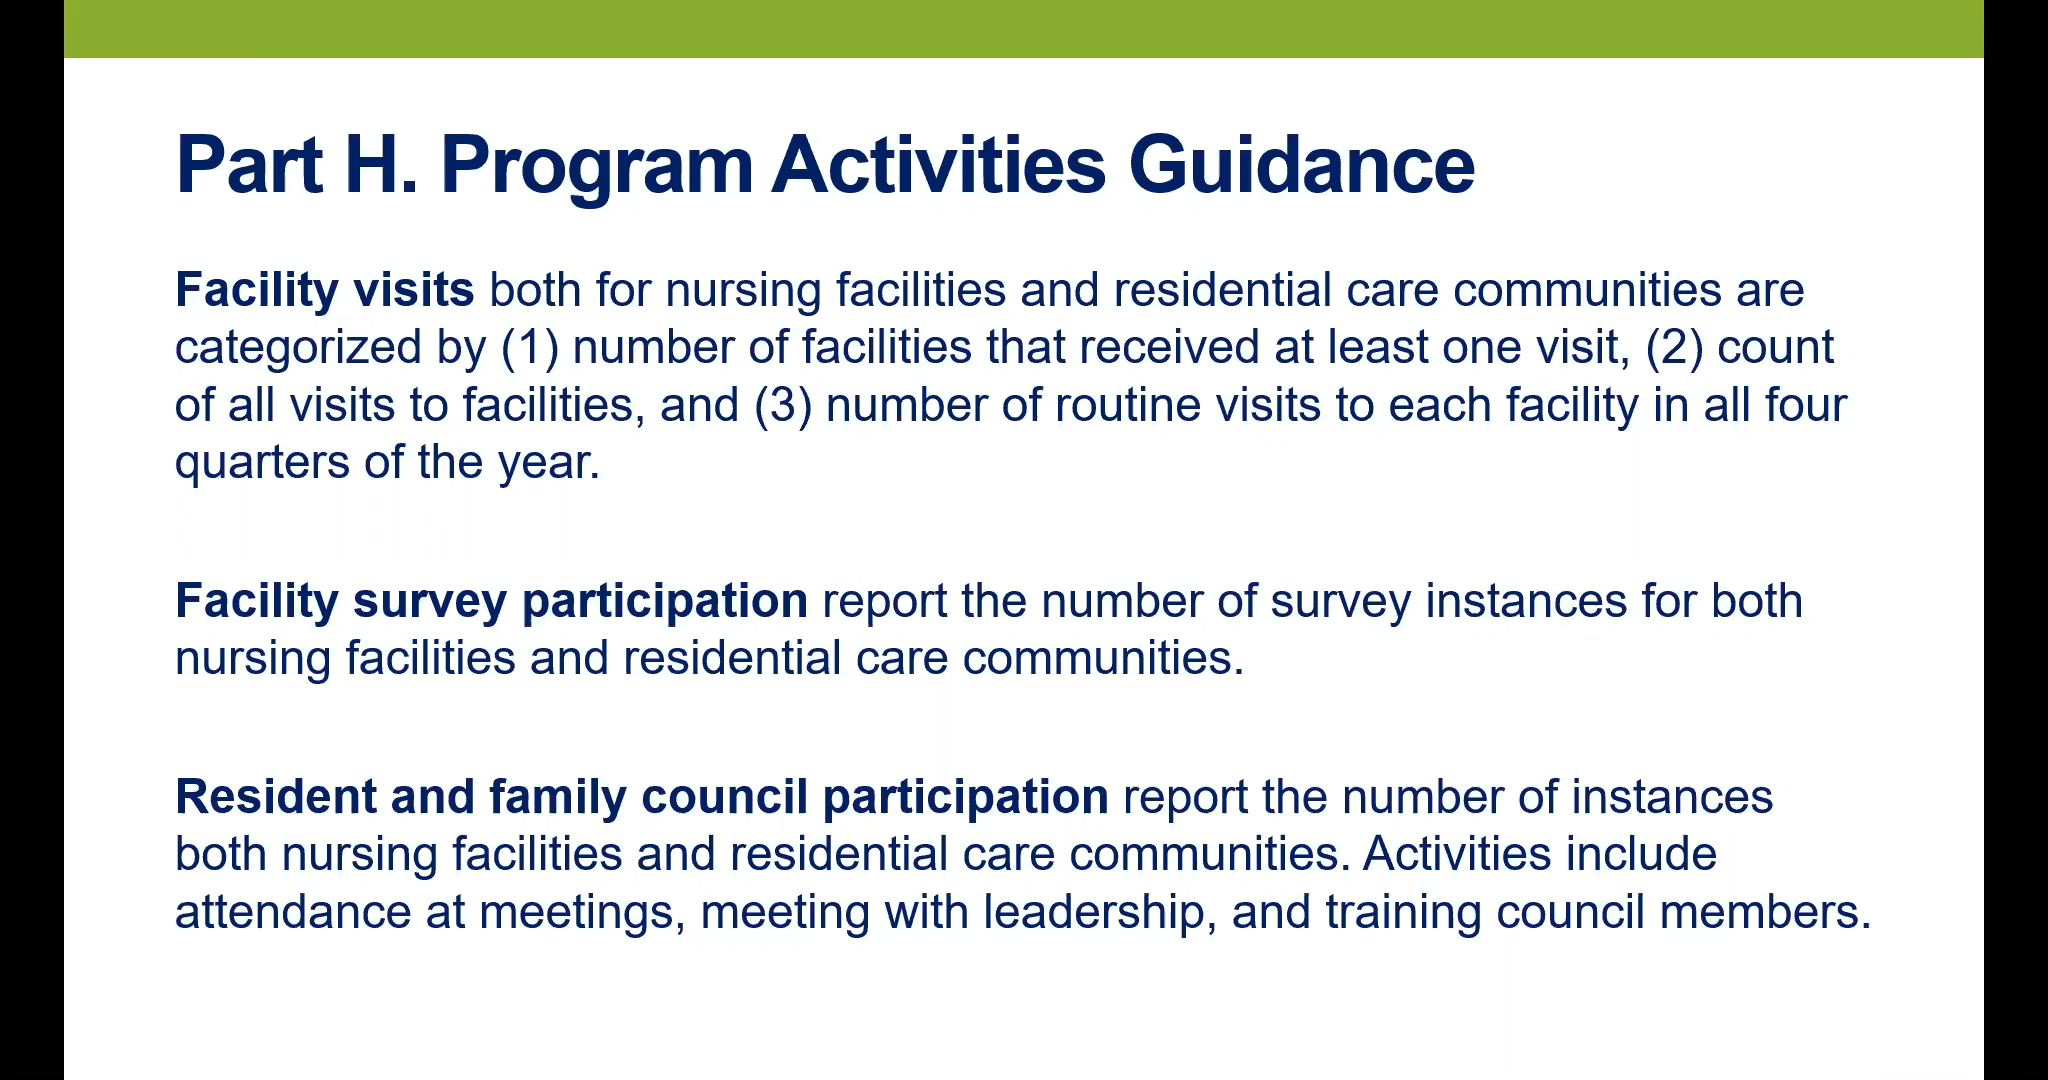 Part H. Program Activities Guidance
Facility visits both for nursing facilities and residential care communities are
categorized by (1) number of facilities that received at least one visit, (2) count
of all visits to facilities, and (3) number of routine visits to each facility in all four
quarters of the year.
Facility survey participation report the number of survey instances for both
nursing facilities and residential care communities.
Resident and family council participation report the number of instances
both nursing facilities and residential care communities. Activities include
attendance at meetings, meeting with leadership, and training council members.